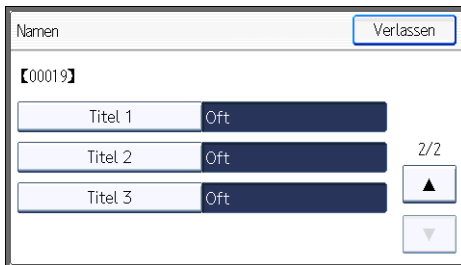 Namen Verlassen
【00019】
Titel 1 Oft
Titel 2 Oft
2/2
Titel 3 Oft